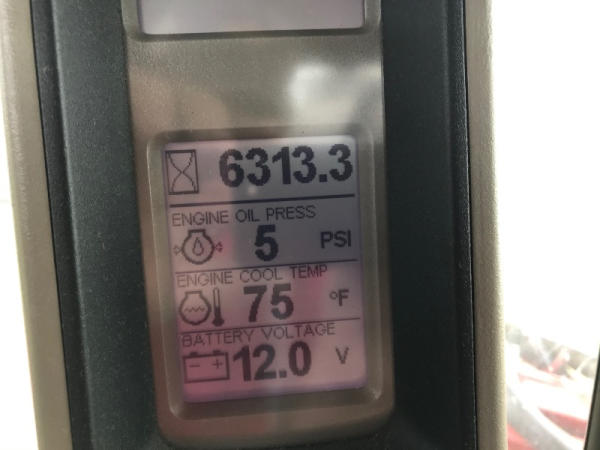 6313.3
ENGINE OIL PRESS
5 PSI
ENGINE COOL TEMP
75 °F
BATTERY VOLTAGE
12.0 V